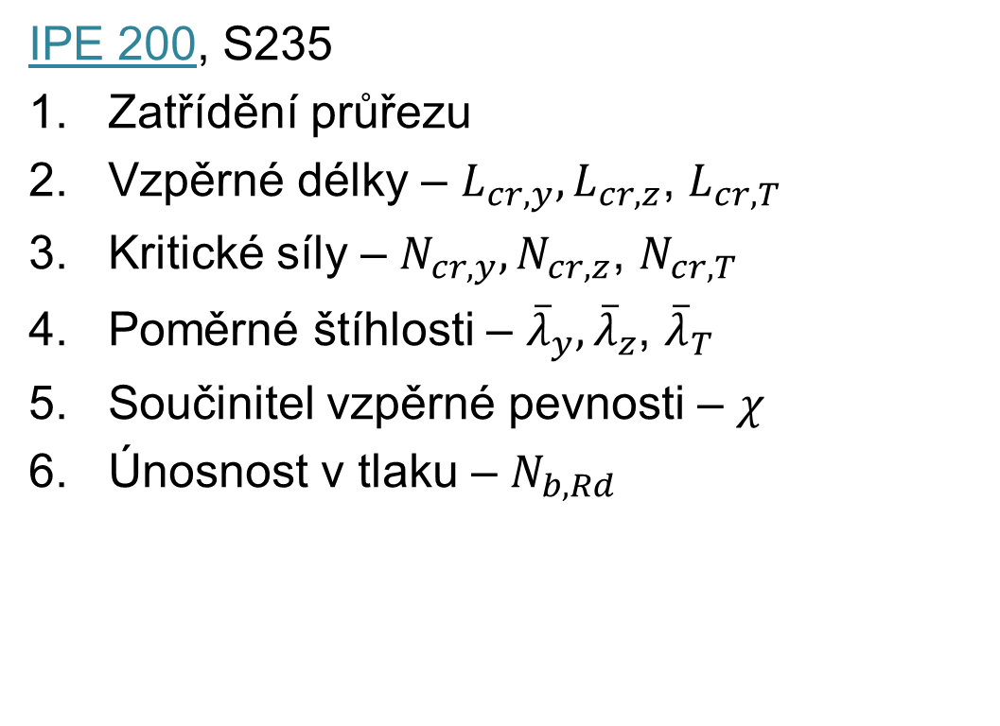 IPE 200, S235
1. Zatřídění průřezu
2. Vzpěrné délky – $L_{cr,y}, L_{cr,z}, L_{cr,T}$
3. Kritické síly – $N_{cr,y}, N_{cr,z}, N_{cr,T}$
4. Poměrné štíhlosti – $\bar{\lambda}_y, \bar{\lambda}_z, \bar{\lambda}_T$
5. Součinitel vzpěrné pevnosti – $\chi$
6. Únosnost v tlaku – $N_{b,Rd}$